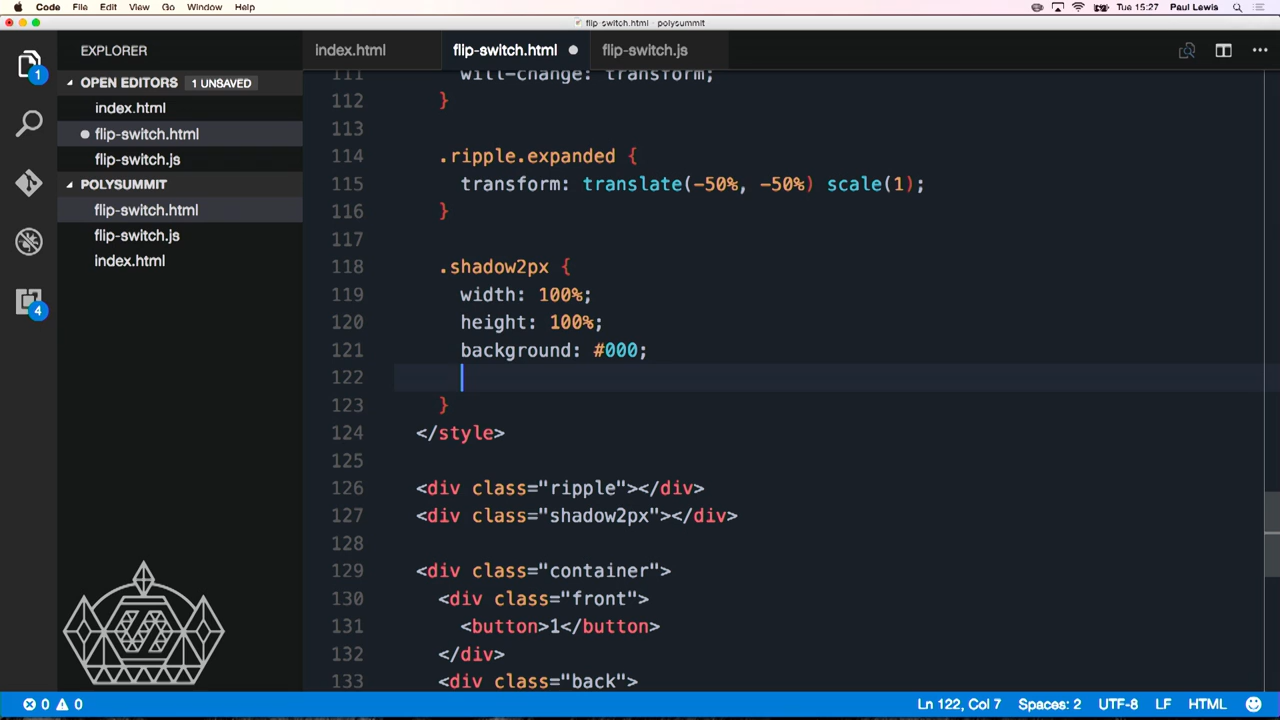 Code File Edit View Go Window Help
Tue 15:27 Paul Lewis
flip-switch.html - polysummit
EXPLORER
OPEN EDITORS 1 UNSAVED
index.html
flip-switch.html
flip-switch.js
POLYSUMMIT
flip-switch.html
flip-switch.js
index.html
1
4
index.html flip-switch.html flip-switch.js
111 will-change: transform;
112 }
113
114 .ripple.expanded {
115 transform: translate(-50%, -50%) scale(1);
116 }
117
118 .shadow2px {
119 width: 100%;
120 height: 100%;
121 background: #000;
122
123 }
124 </style>
125
126 <div class="ripple"></div>
127 <div class="shadow2px"></div>
128
129 <div class="container">
130 <div class="front">
131 <button>1</button>
132 </div>
133 <div class="back">
0 0 Ln 122, Col 7 Spaces: 2 UTF-8 LF HTML